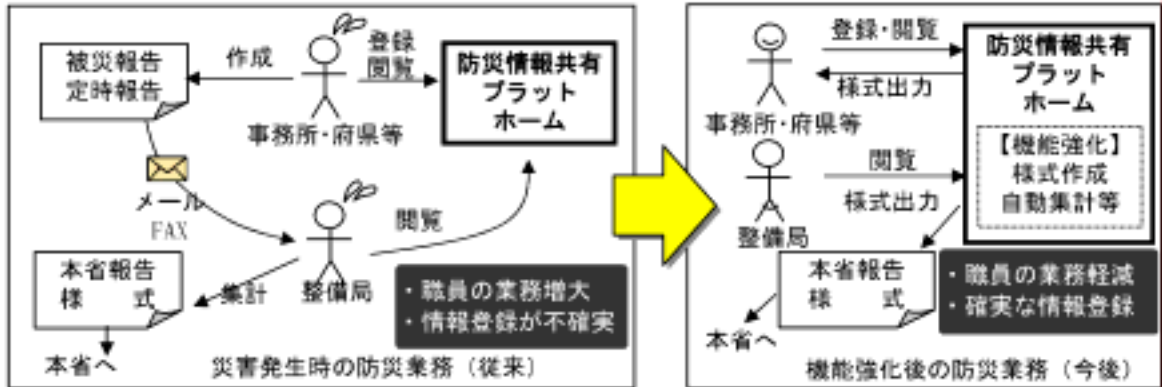 被災報告
定時報告
作成
登録
閲覧
事務所・府県等
防災情報共有
プラット
ホーム
メール
FAX
閲覧
整備局
集計
本省報告
様　式
本省へ
・職員の業務増大
・情報登録が不確実
災害発生時の防災業務（従来）
登録・閲覧
様式出力
事務所・府県等
防災情報共有
プラット
ホーム
【機能強化】
様式作成
自動集計等
閲覧
様式出力
整備局
本省報告
様　式
本省へ
・職員の業務軽減
・確実な情報登録
機能強化後の防災業務（今後）